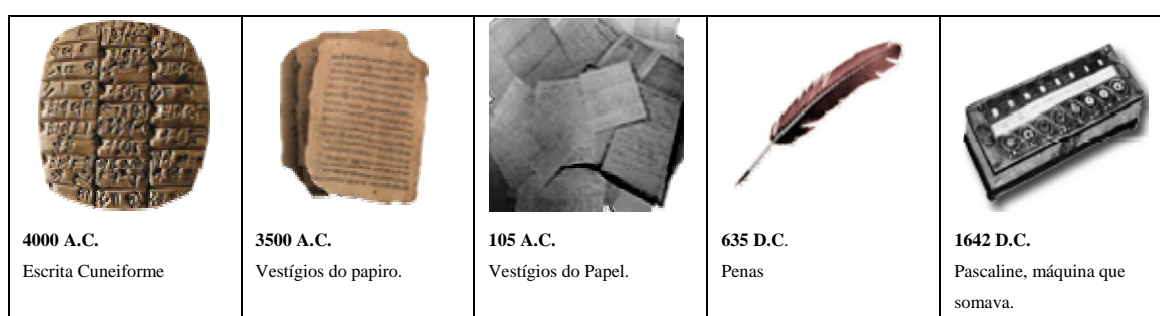 4000 A.C.
Escrita Cuneiforme
3500 A.C.
Vestígios do papiro.
105 A.C.
Vestígios do Papel.
635 D.C.
Penas
1642 D.C.
Pascaline, máquina que
somava.